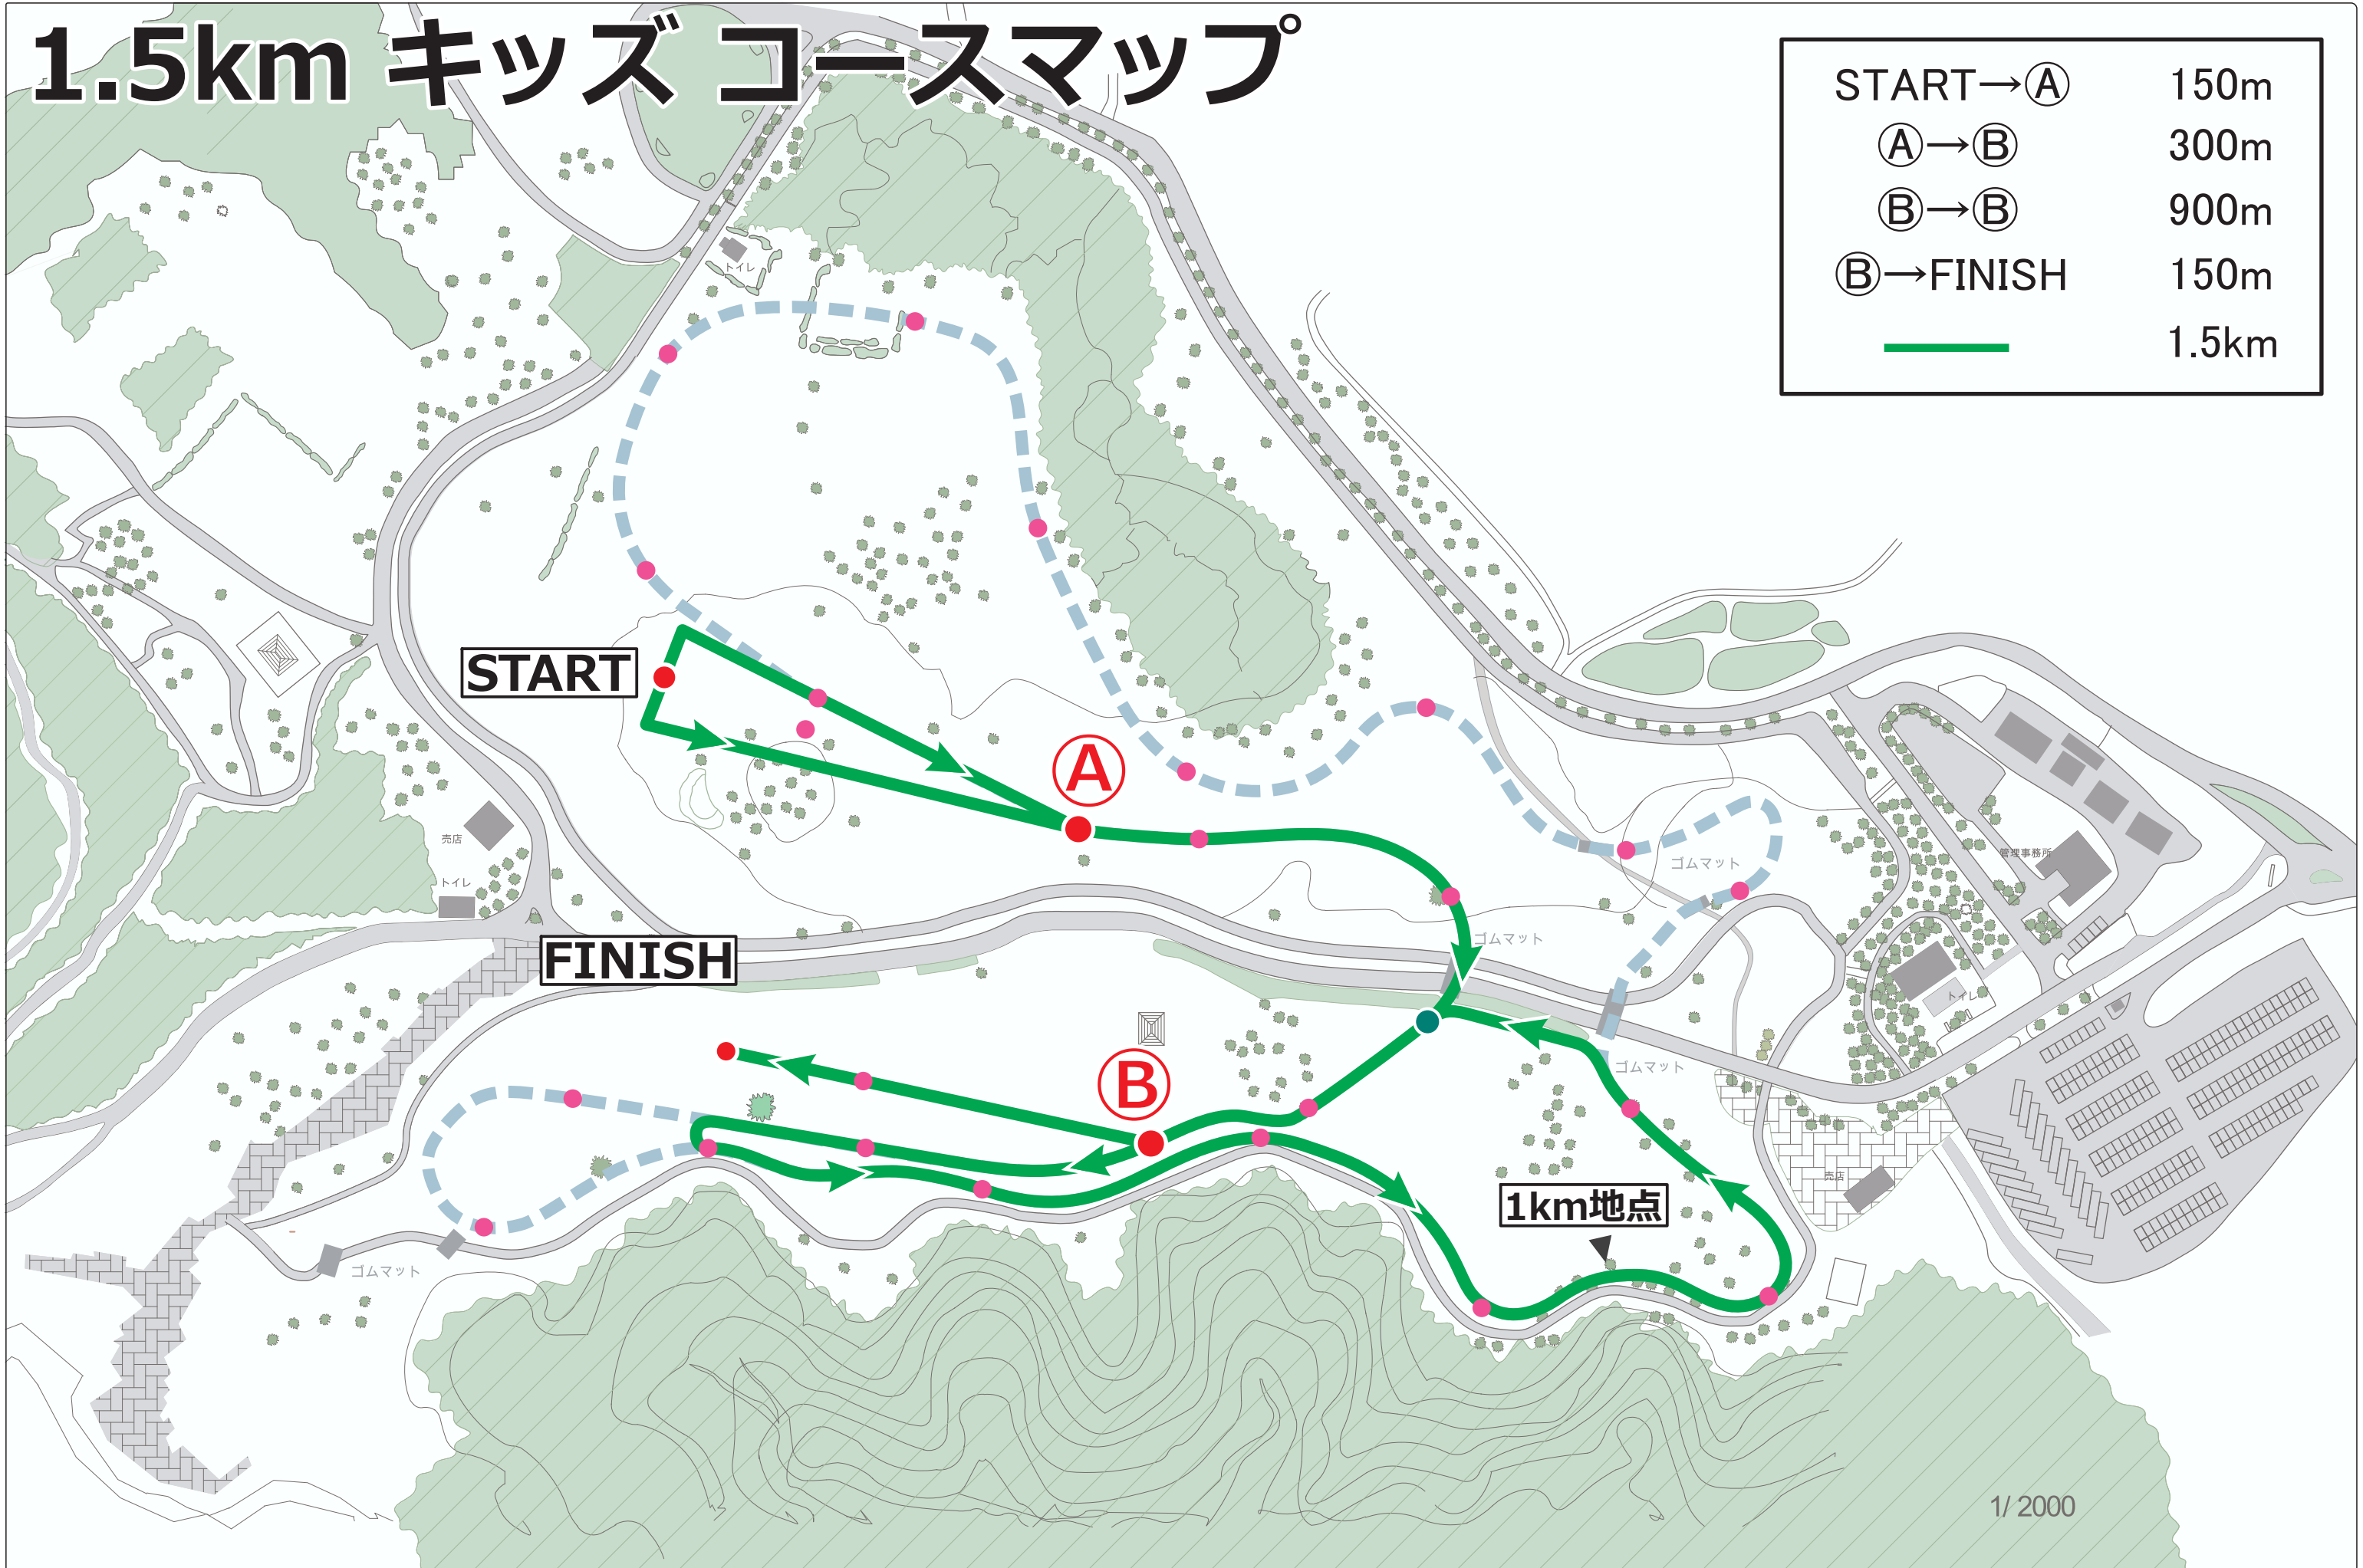 1.5km キッズ コースマップ
START→Ⓐ 150m
Ⓐ→Ⓑ 300m
Ⓑ→Ⓑ 900m
Ⓑ→FINISH 150m
1.5km
トイレ
START
Ⓐ
売店
トイレ
ゴムマット
管理事務所
FINISH
ゴムマット
トイレ
Ⓑ
ゴムマット
売店
1km地点
ゴムマット
1/2000